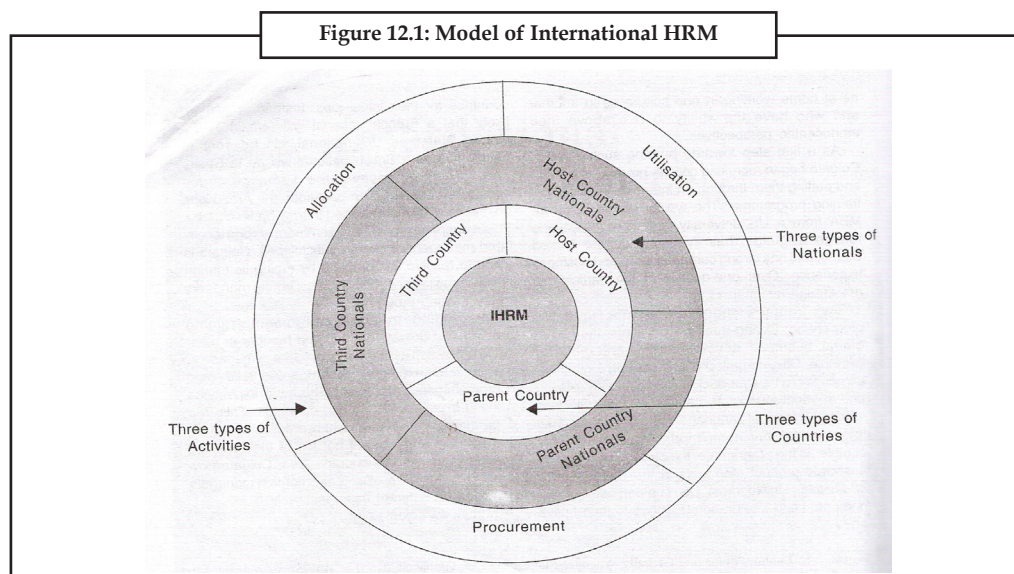 Figure 12.1: Model of International HRM
Allocation
Utilisation
Host Country
Nationals
Three types of
Nationals
Third Country
Host Country
Third Country
Nationals
IHRM
Parent Country
Three types of
Activities
Three types of
Countries
Parent Country
Nationals
Procurement